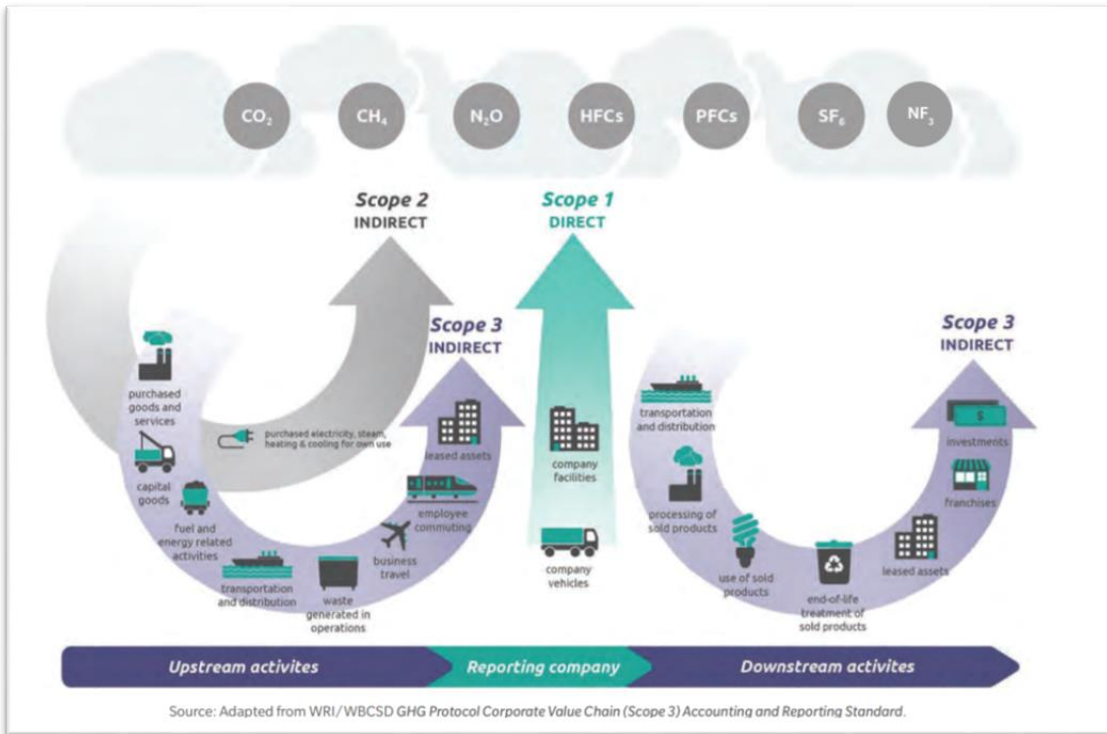 CO₂
CH₄
N₂O
HFCs
PFCs
SF₆
NF₃
Scope 2
INDIRECT
Scope 1
DIRECT
Scope 3
INDIRECT
Scope 3
INDIRECT
purchased
goods and
services
capital
goods
fuel and
energy related
activities
transportation
and distribution
waste
generated in
operations
business
travel
employee
commuting
leased assets
purchased electricity, steam,
heating & cooling for own use
company
facilities
company
vehicles
transportation
and distribution
processing of
sold products
use of sold
products
end-of-life
treatment of
sold products
leased assets
franchises
investments
$
Upstream activites
Reporting company
Downstream activites
Source: Adapted from WRI/WBCSD GHG Protocol Corporate Value Chain (Scope 3) Accounting and Reporting Standard.